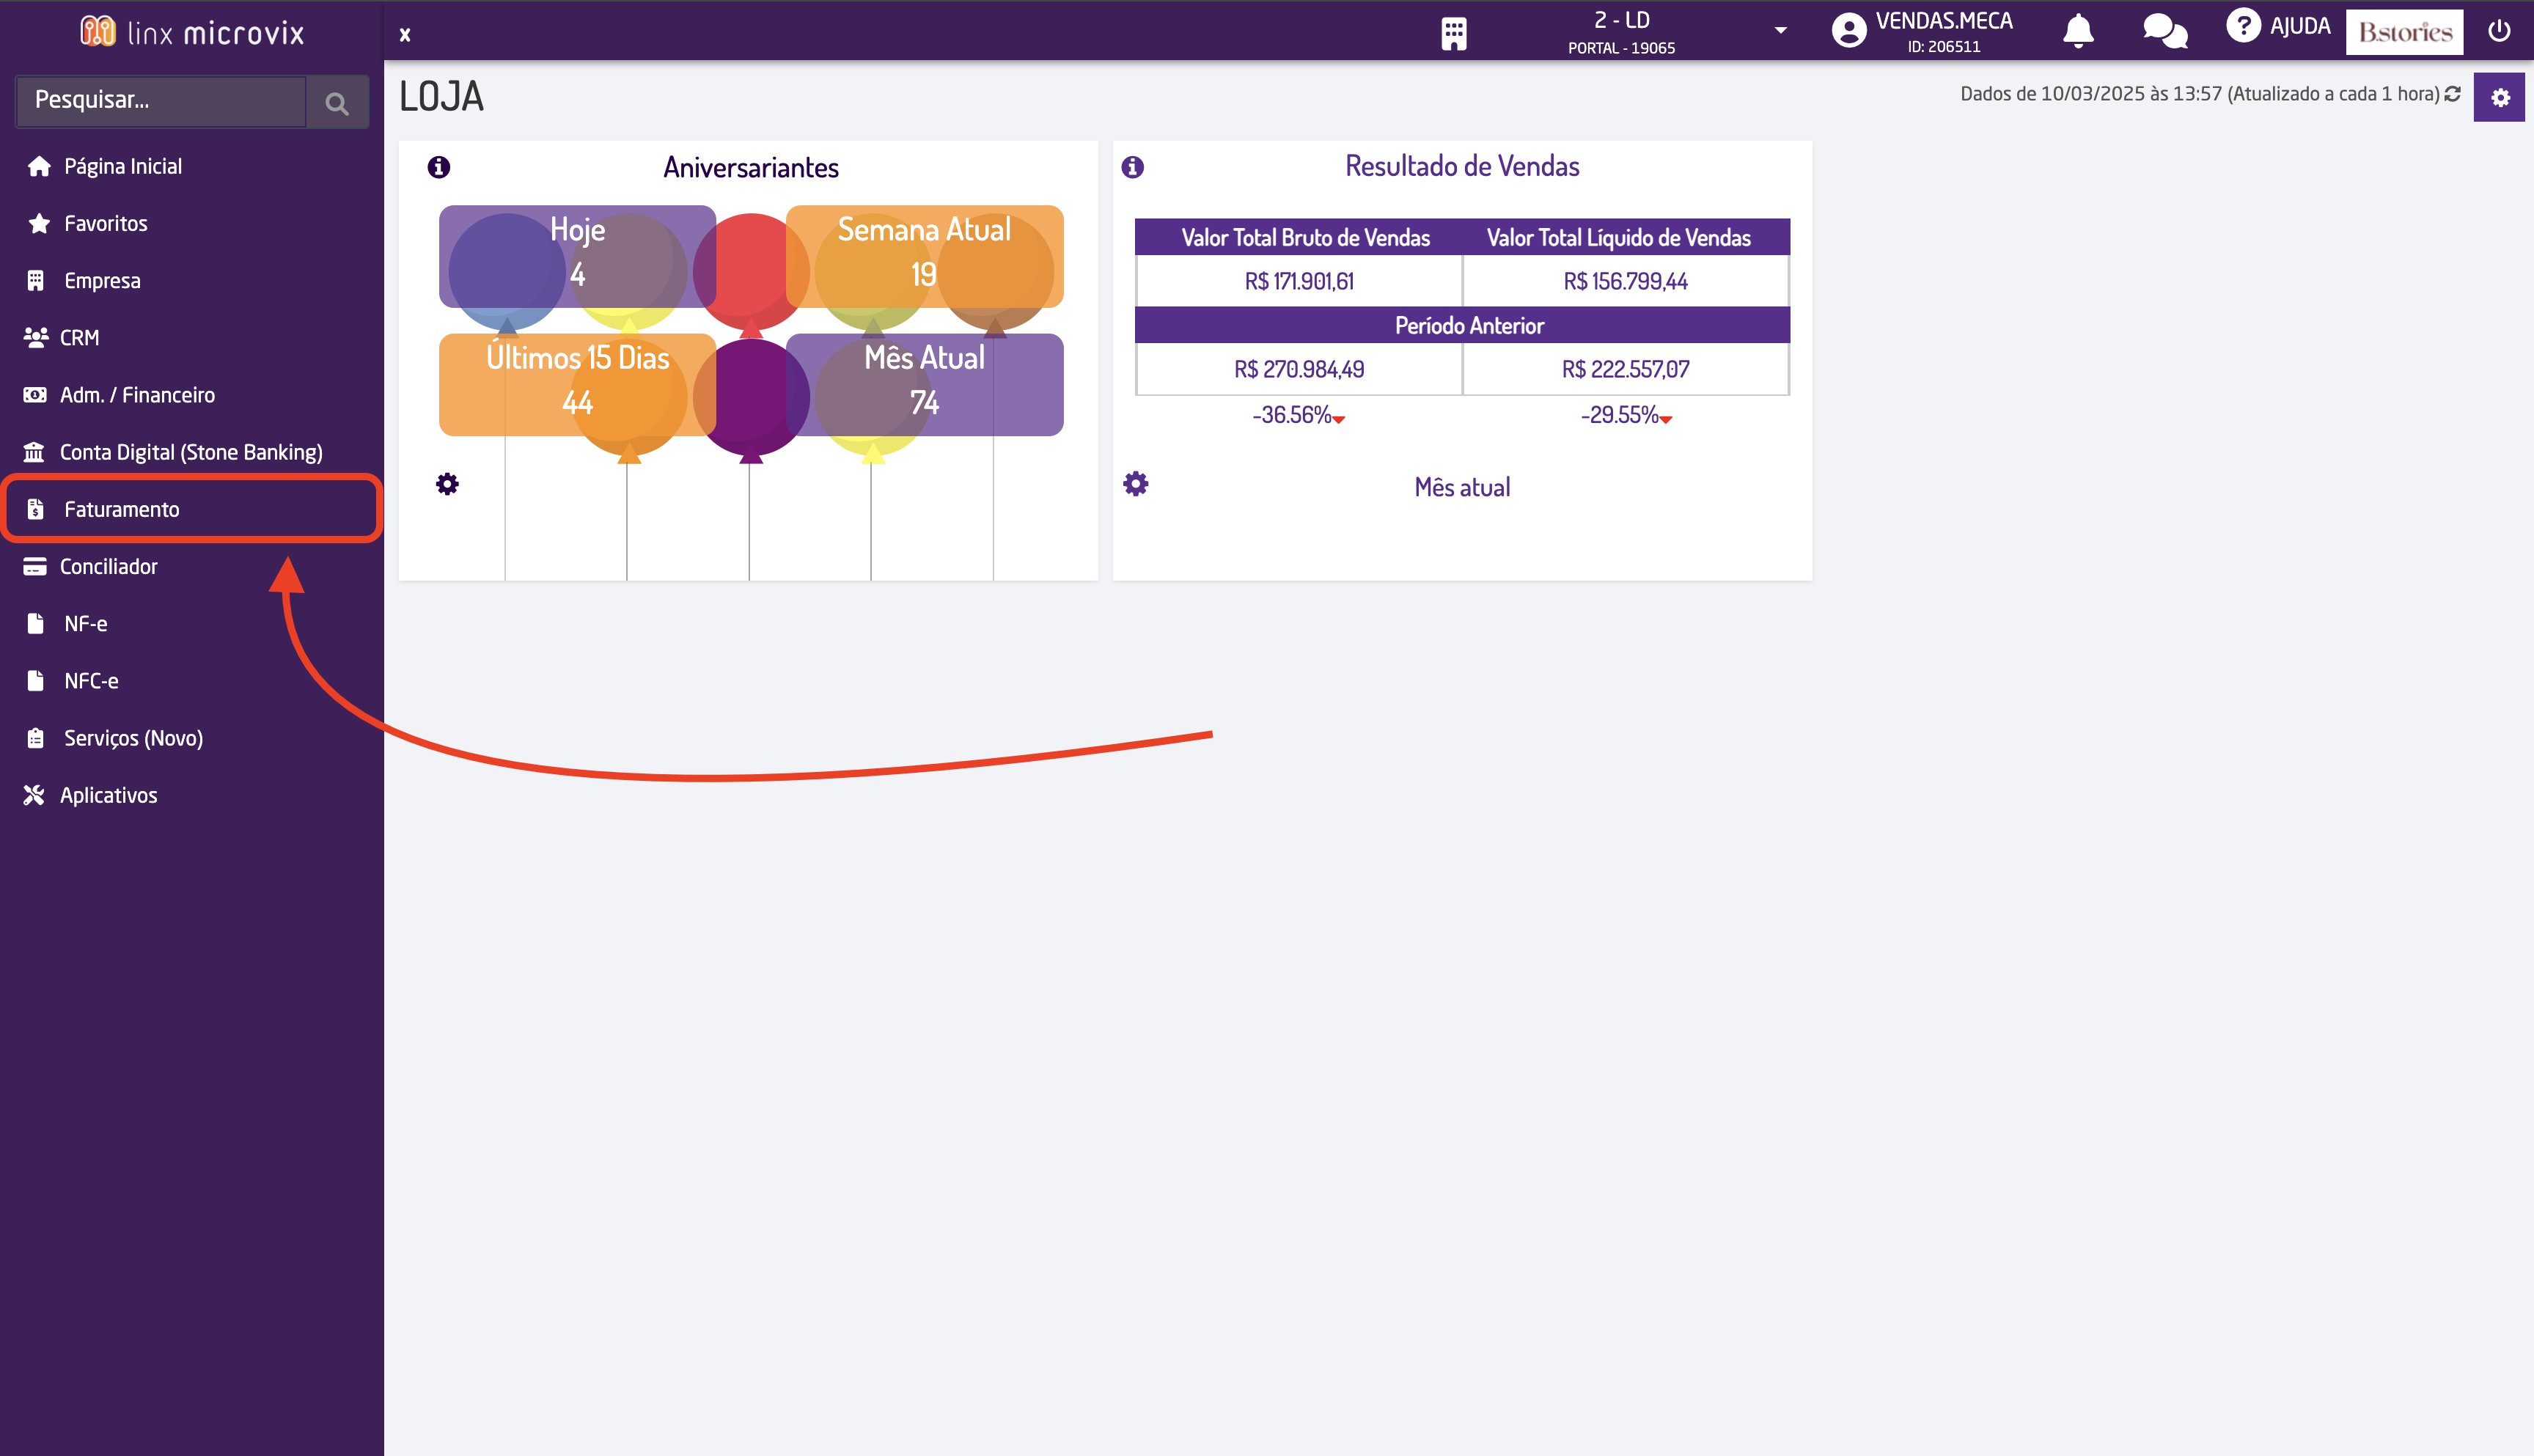 linx microvix
x
2 - LD
PORTAL - 19065
VENDAS.MECA
ID: 206511
AJUDA
B.stories
Pesquisar...
Página Inicial
Favoritos
Empresa
CRM
Adm. / Financeiro
Conta Digital (Stone Banking)
Faturamento
Conciliador
NF-e
NFC-e
Serviços (Novo)
Aplicativos
LOJA
Dados de 10/03/2025 às 13:57 (Atualizado a cada 1 hora)
Aniversariantes
Hoje
4
Semana Atual
19
Últimos 15 Dias
44
Mês Atual
74
Resultado de Vendas
Valor Total Bruto de Vendas Valor Total Líquido de Vendas
R$ 171.901,61 R$ 156.799,44
Período Anterior
R$ 270.984,49 R$ 222.557,07
-36.56% -29.55%
Mês atual